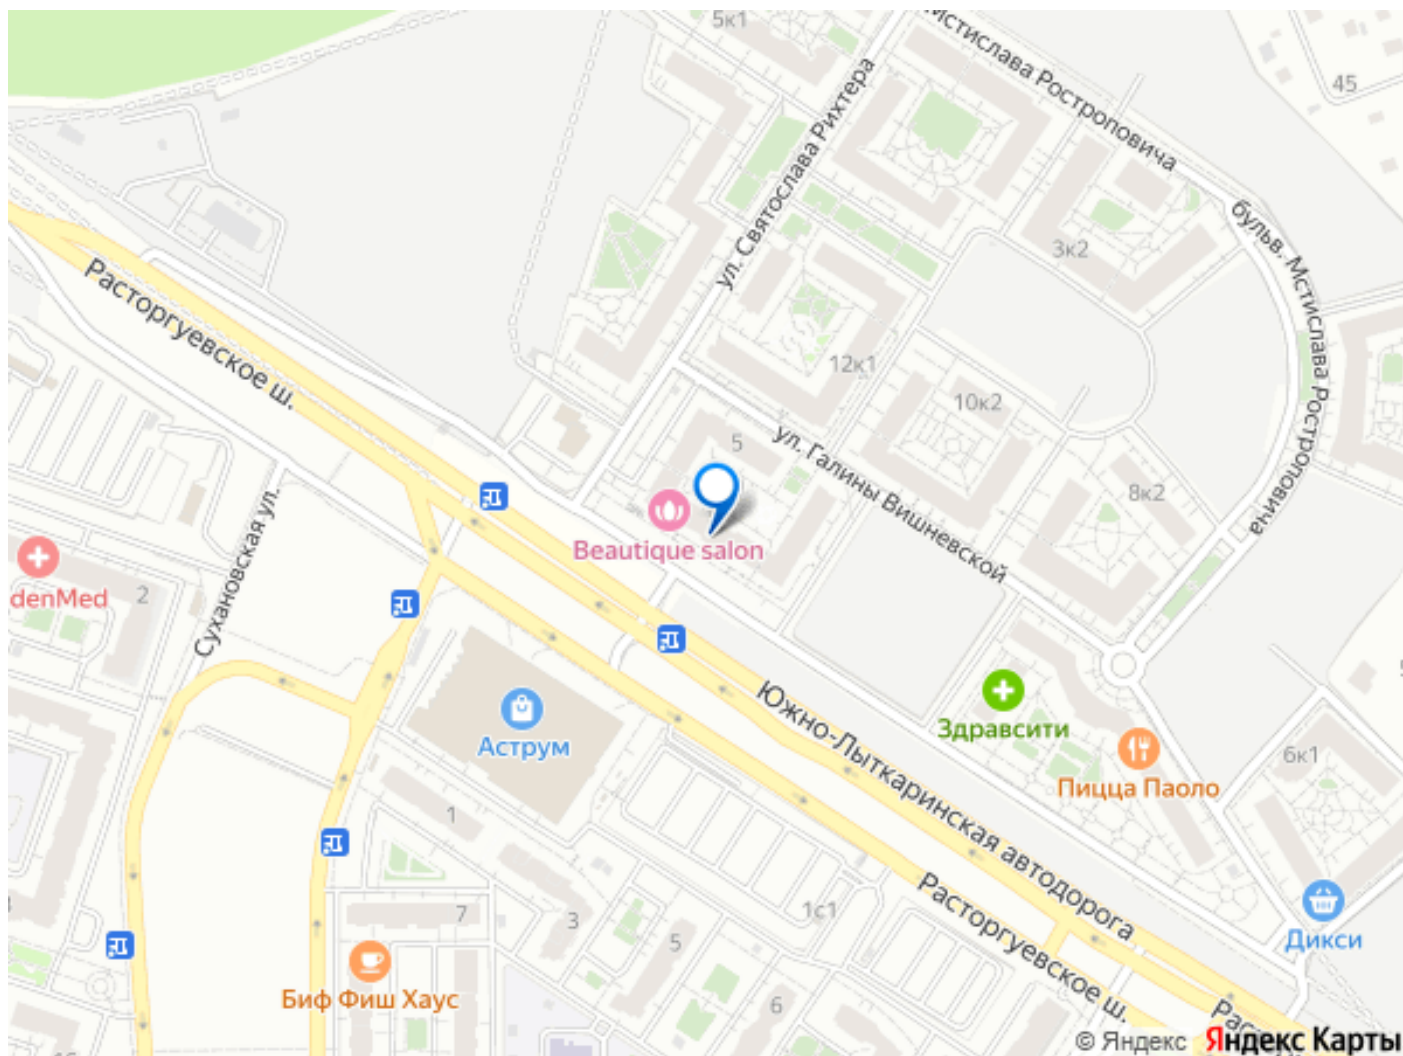 5к1
Мстислава Ростроповича
45
ул. Святослава Рихтера
бульв. Мстислава Ростроповича
3к2
Расторгуевское ш.
12к1
10к2
5
ул. Галины Вишневской
8к2
Beautique salon
Сухановская ул.
denMed
2
Южно-Лыткаринская автодорога
Здравсити
Аструм
Пицца Паоло
6к1
1
7
3
1с1
Расторгуевское ш.
5
Дикси
Биф Фиш Хаус
6
© Яндекс Яндекс Карты